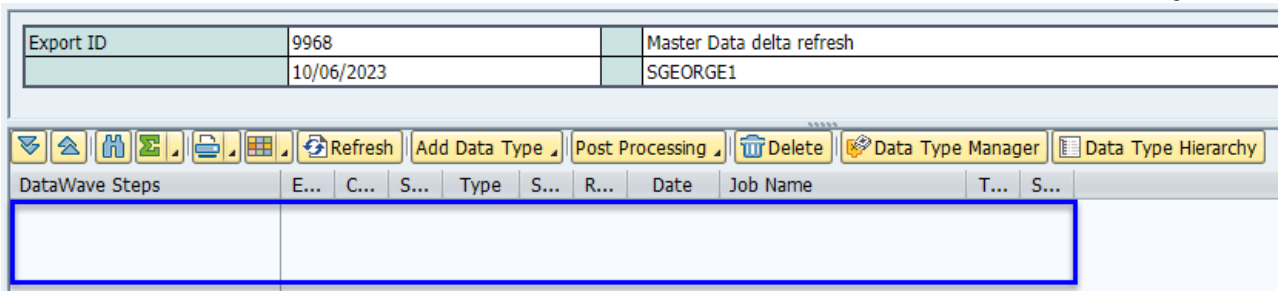 Export ID 9968 Master Data delta refresh
10/06/2023 SGEORGE1
Refresh Add Data Type Post Processing Delete Data Type Manager Data Type Hierarchy
DataWave Steps E... C... S... Type S... R... Date Job Name T... S...